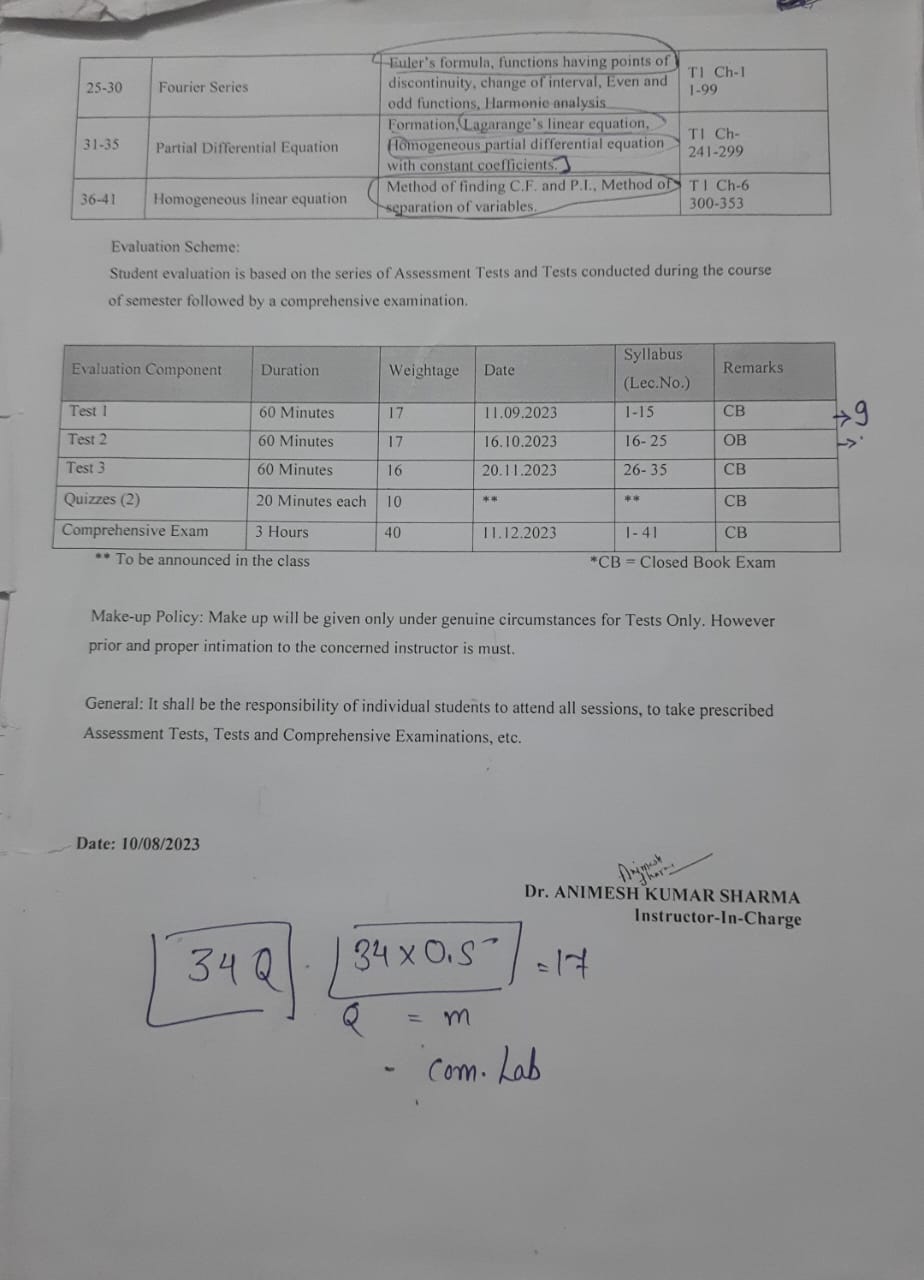 25-30 Fourier Series Euler's formula, functions having points of discontinuity, change of interval, Even and odd functions, Harmonic analysis T1 Ch-1 1-99
31-35 Partial Differential Equation Formation, Lagarange's linear equation, Homogeneous partial differential equation with constant coefficients. T1 Ch- 241-299
36-41 Homogeneous linear equation Method of finding C.F. and P.I., Method of separation of variables. T1 Ch-6 300-353
Evaluation Scheme:
Student evaluation is based on the series of Assessment Tests and Tests conducted during the course
of semester followed by a comprehensive examination.
Evaluation Component Duration Weightage Date Syllabus (Lec.No.) Remarks
Test 1 60 Minutes 17 11.09.2023 1-15 CB →9
Test 2 60 Minutes 17 16.10.2023 16- 25 OB →
Test 3 60 Minutes 16 20.11.2023 26- 35 CB
Quizzes (2) 20 Minutes each 10 ** ** CB
Comprehensive Exam 3 Hours 40 11.12.2023 1- 41 CB
** To be announced in the class *CB = Closed Book Exam
Make-up Policy: Make up will be given only under genuine circumstances for Tests Only. However
prior and proper intimation to the concerned instructor is must.
General: It shall be the responsibility of individual students to attend all sessions, to take prescribed
Assessment Tests, Tests and Comprehensive Examinations, etc.
Date: 10/08/2023
Animesh
Dr. ANIMESH KUMAR SHARMA
Instructor-In-Charge
34 Q . 34 x 0.5 = 17
Q = m
- Com. Lab